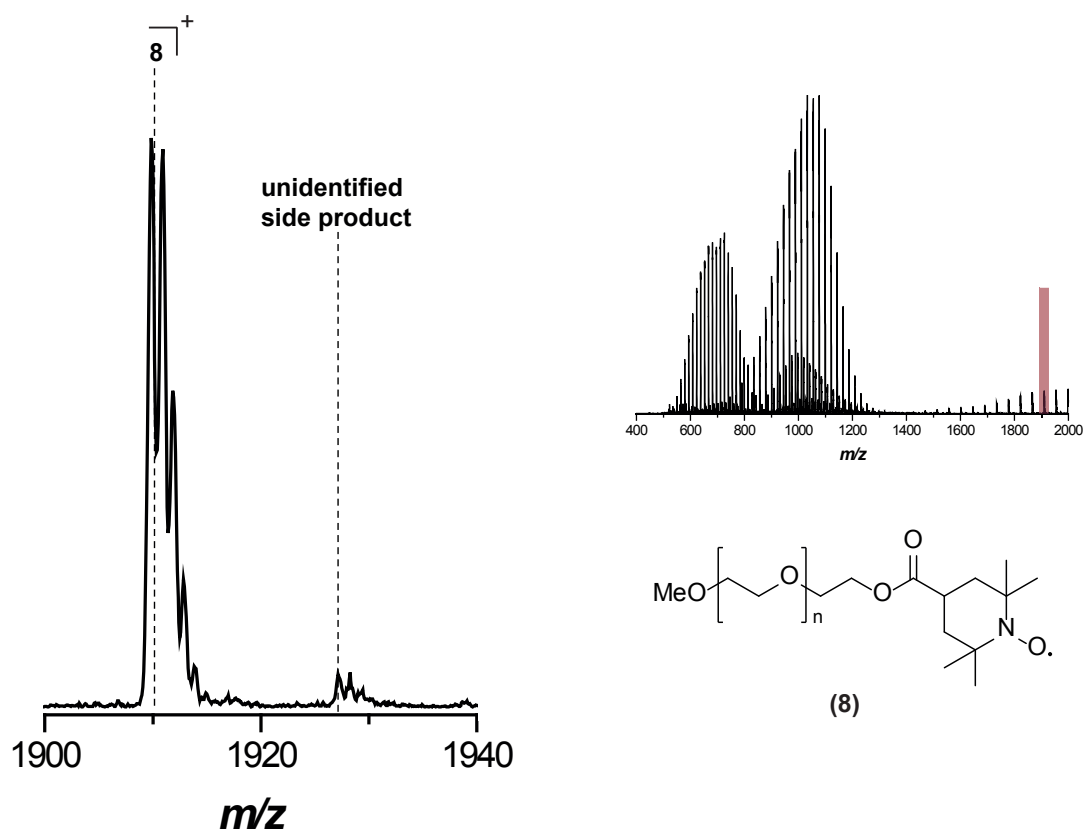 8
+
unidentified
side product
1900 1920 1940
m/z
400 600 800 1000 1200 1400 1600 1800 2000
m/z
O
MeO O n O N O.
(8)